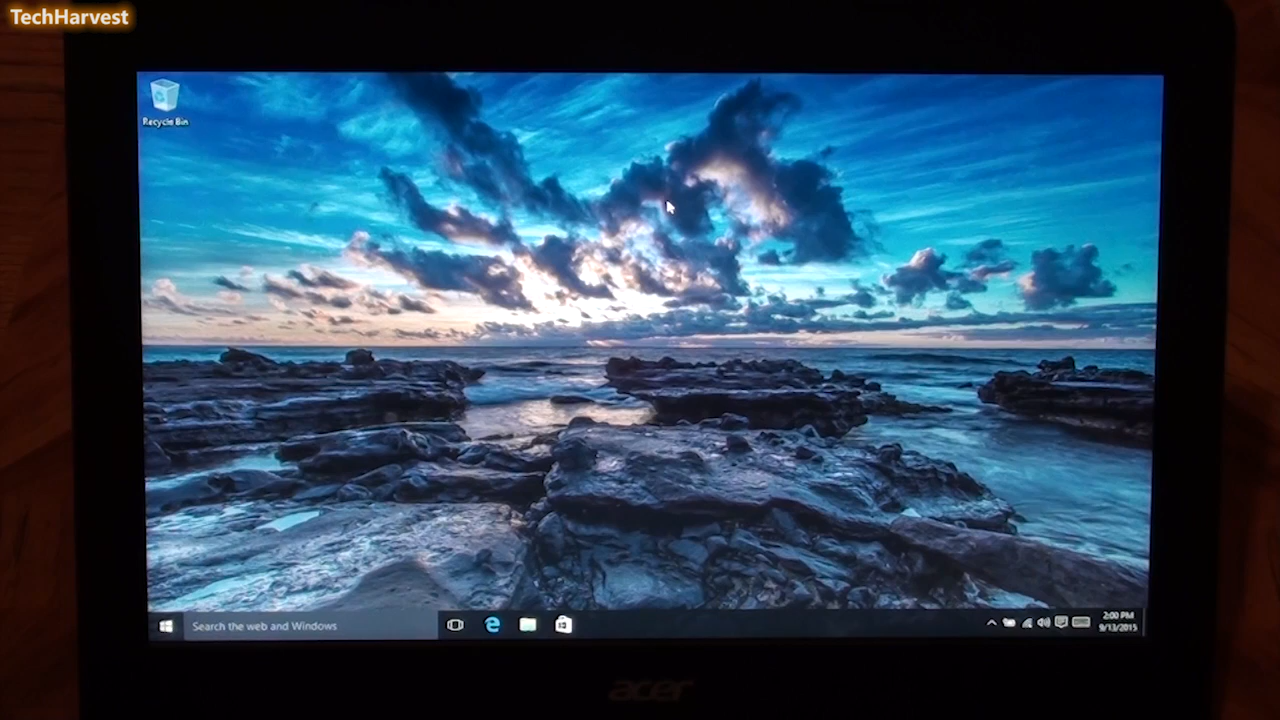 TechHarvest
Recycle Bin
Search the web and Windows
2:00 PM
9/13/2015
acer